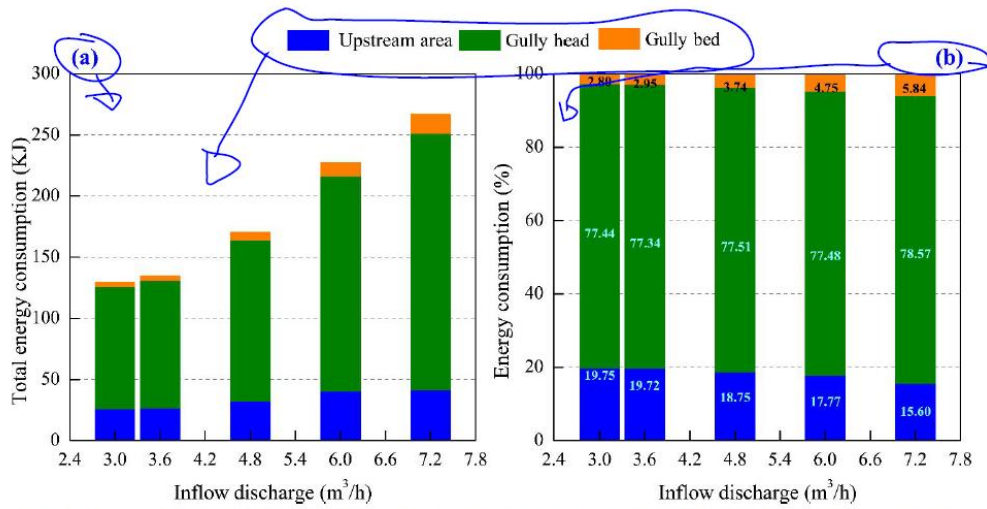 Upstream area Gully head Gully bed
(a)
300
250
200
150
100
50
0
Total energy consumption (KJ)
2.4 3.0 3.6 4.2 4.8 5.4 6.0 6.6 7.2 7.8
Inflow discharge (m³/h)
(b)
100
80
60
40
20
0
Energy consumption (%)
2.80 2.95 3.74 4.75 5.84
77.44 77.34 77.51 77.48 78.57
19.75 19.72 18.75 17.77 15.60
2.4 3.0 3.6 4.2 4.8 5.4 6.0 6.6 7.2 7.8
Inflow discharge (m³/h)